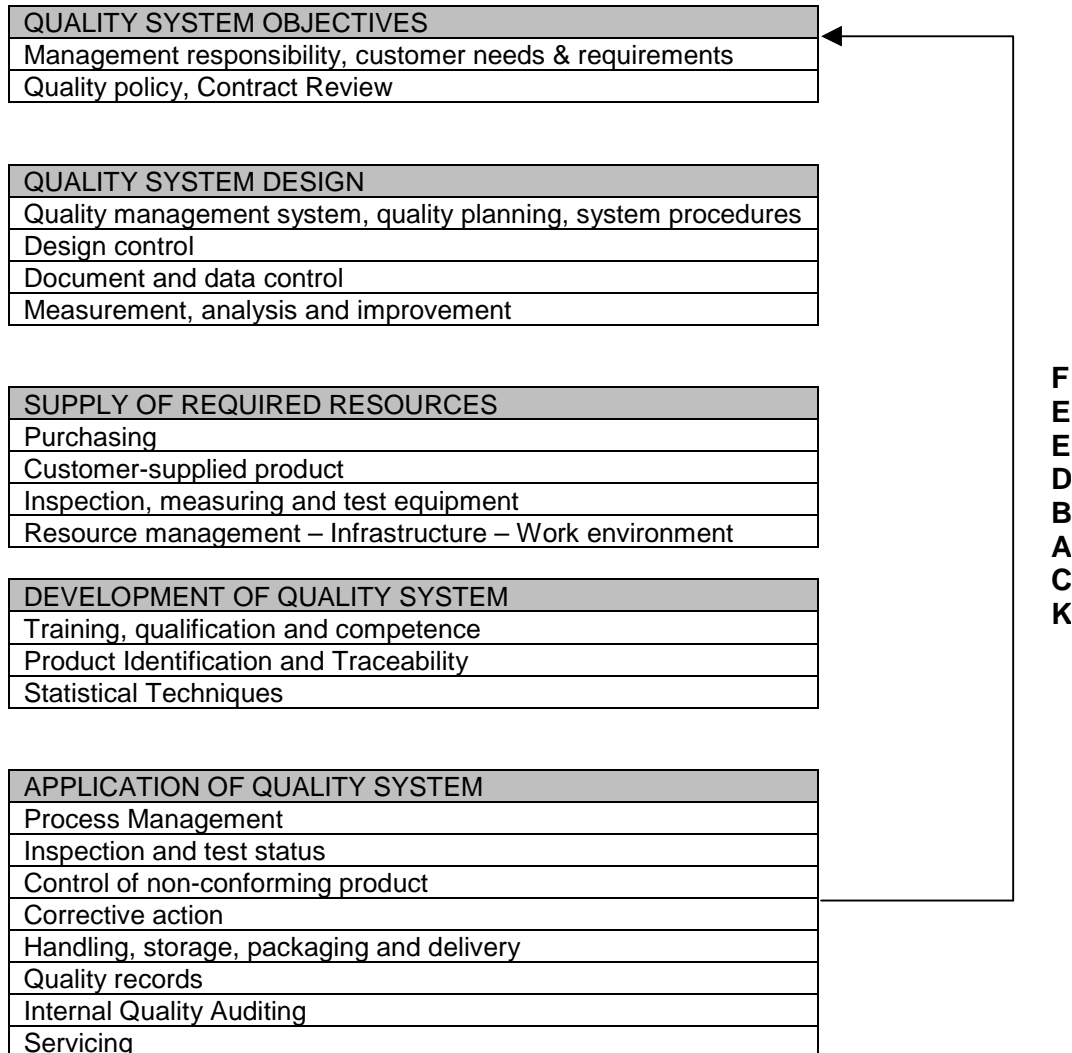 QUALITY SYSTEM OBJECTIVES
Management responsibility, customer needs & requirements
Quality policy, Contract Review
QUALITY SYSTEM DESIGN
Quality management system, quality planning, system procedures
Design control
Document and data control
Measurement, analysis and improvement
SUPPLY OF REQUIRED RESOURCES
Purchasing
Customer-supplied product
Inspection, measuring and test equipment
Resource management – Infrastructure – Work environment
DEVELOPMENT OF QUALITY SYSTEM
Training, qualification and competence
Product Identification and Traceability
Statistical Techniques
APPLICATION OF QUALITY SYSTEM
Process Management
Inspection and test status
Control of non-conforming product
Corrective action
Handling, storage, packaging and delivery
Quality records
Internal Quality Auditing
Servicing
F
E
E
D
B
A
C
K